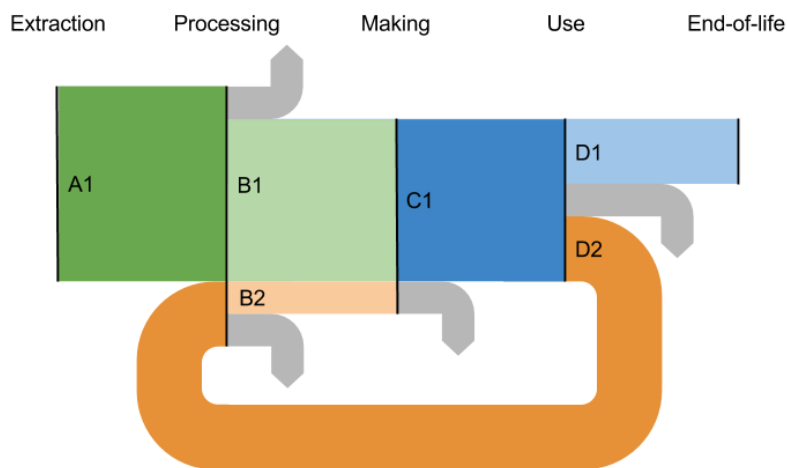 Extraction Processing Making Use End-of-life
A1
B1
C1
D1
D2
B2